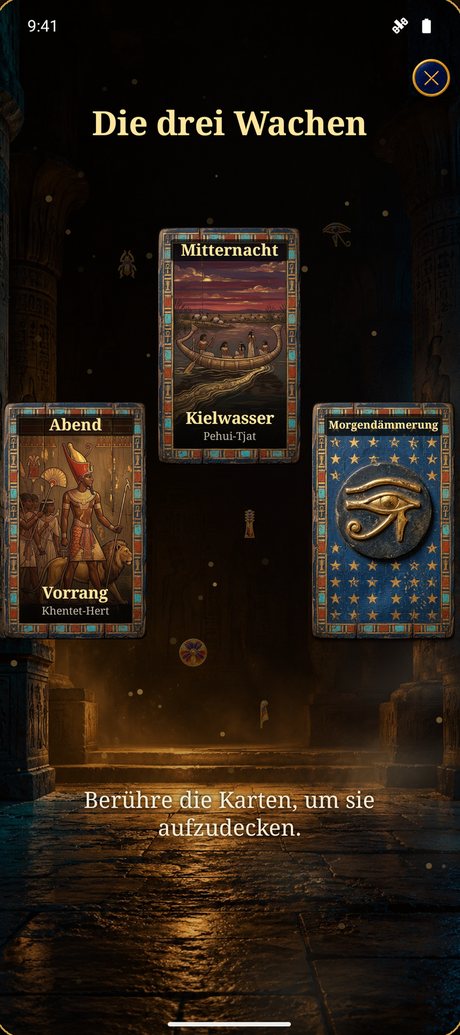 9:41
Die drei Wachen
Mitternacht
Kielwasser
Pehui-Tjat
Abend
Vorrang
Khentet-Hert
Morgendämmerung
Berühre die Karten, um sie
aufzudecken.